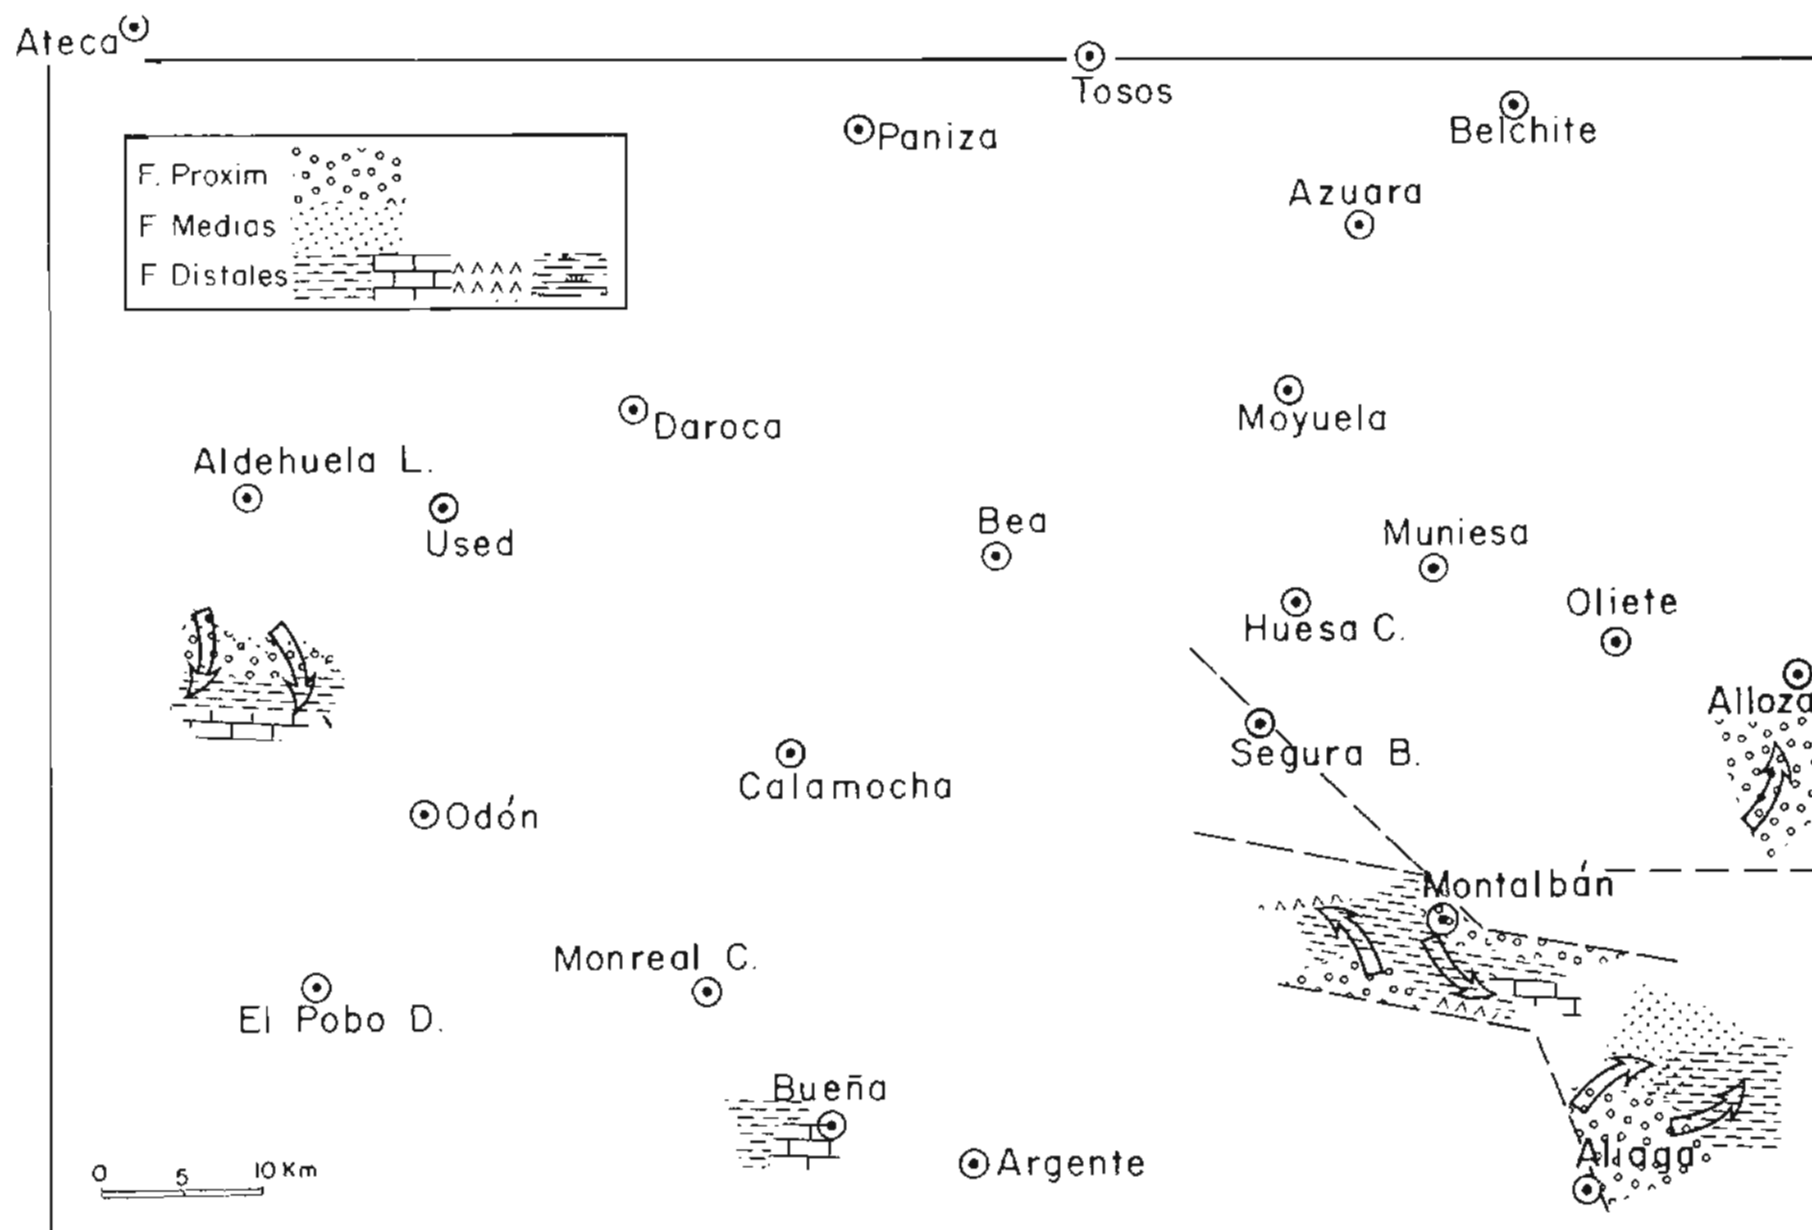 Ateca
Tosos
Paniza
Belchite
F. Proxim
F Medias
F Distales
Azuara
Daroca
Moyuela
Aldehuela L.
Used
Bea
Muniesa
Oliete
Huesa C.
Alloza
Segura B.
Calamocha
Odón
Montalbán
Monreal C.
El Pobo D.
Bueña
Argente
Aliaga
0 5 10 Km